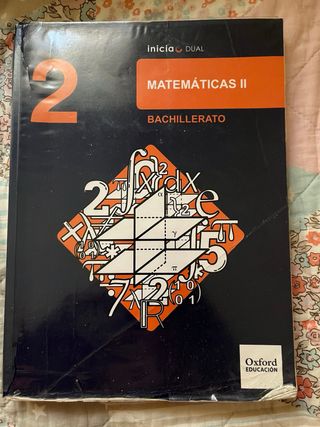 inicia DUAL
2
MATEMÁTICAS II
BACHILLERATO
Oxford
EDUCACIÓN